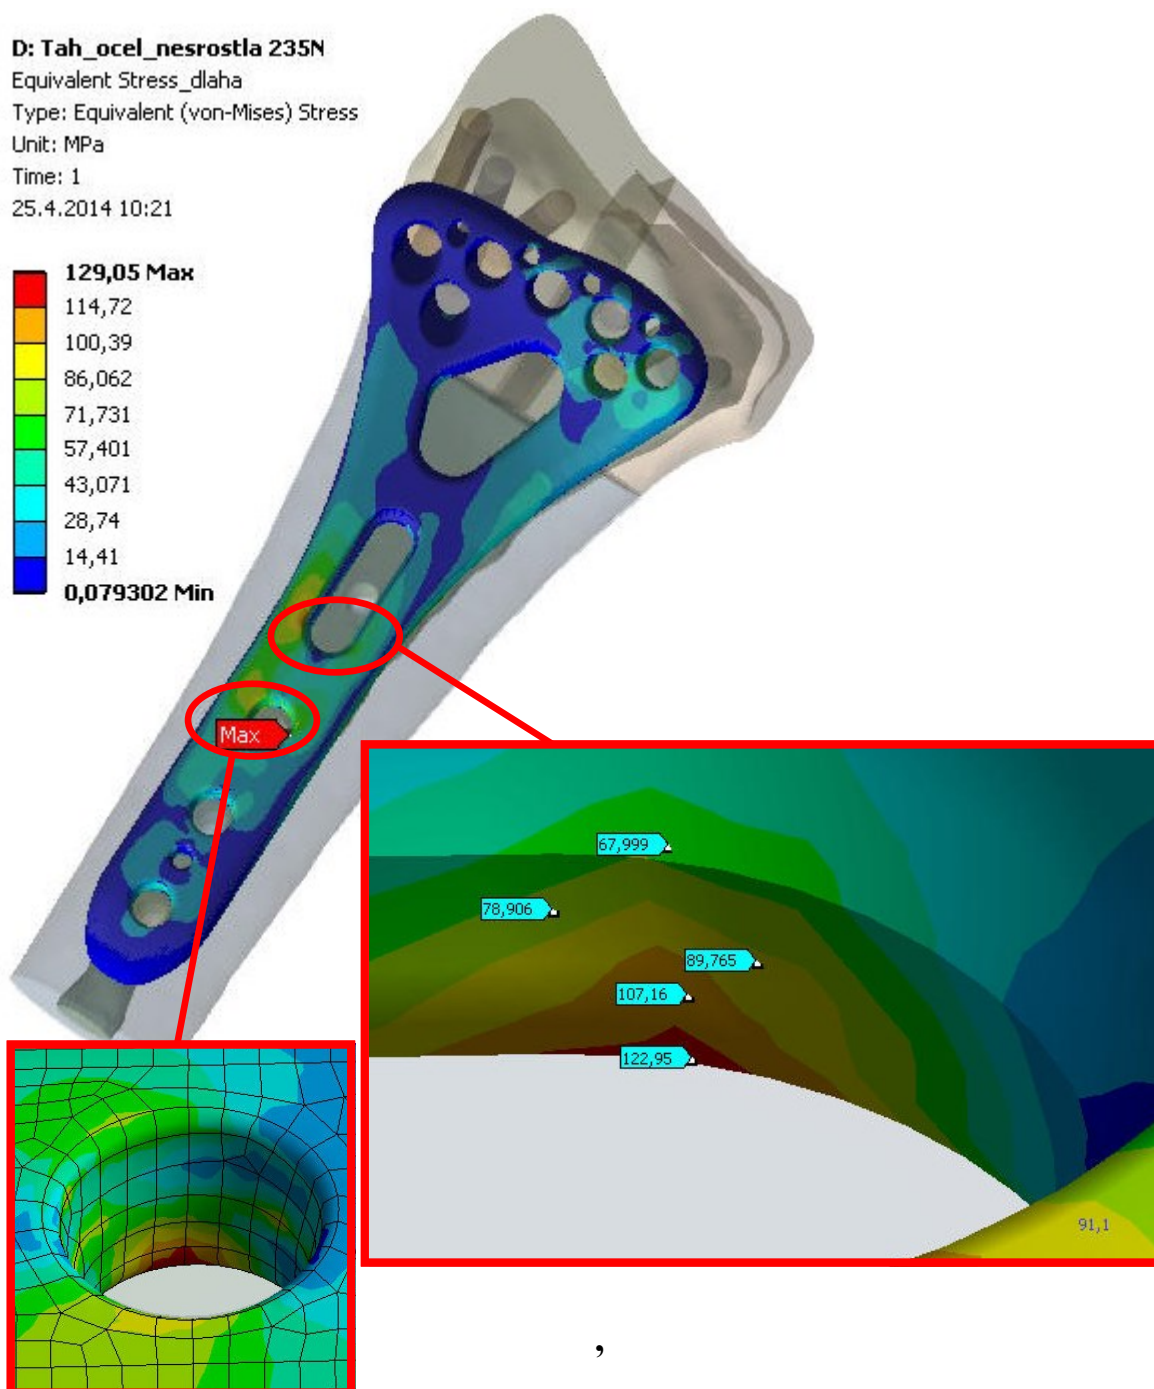 D: Tah_ocel_nesrostla 235N
Equivalent Stress_dlaha
Type: Equivalent (von-Mises) Stress
Unit: MPa
Time: 1
25.4.2014 10:21
129,05 Max
114,72
100,39
86,062
71,731
57,401
43,071
28,74
14,41
0,079302 Min
Max
67,999
78,906
89,765
107,16
122,95
91,1
,